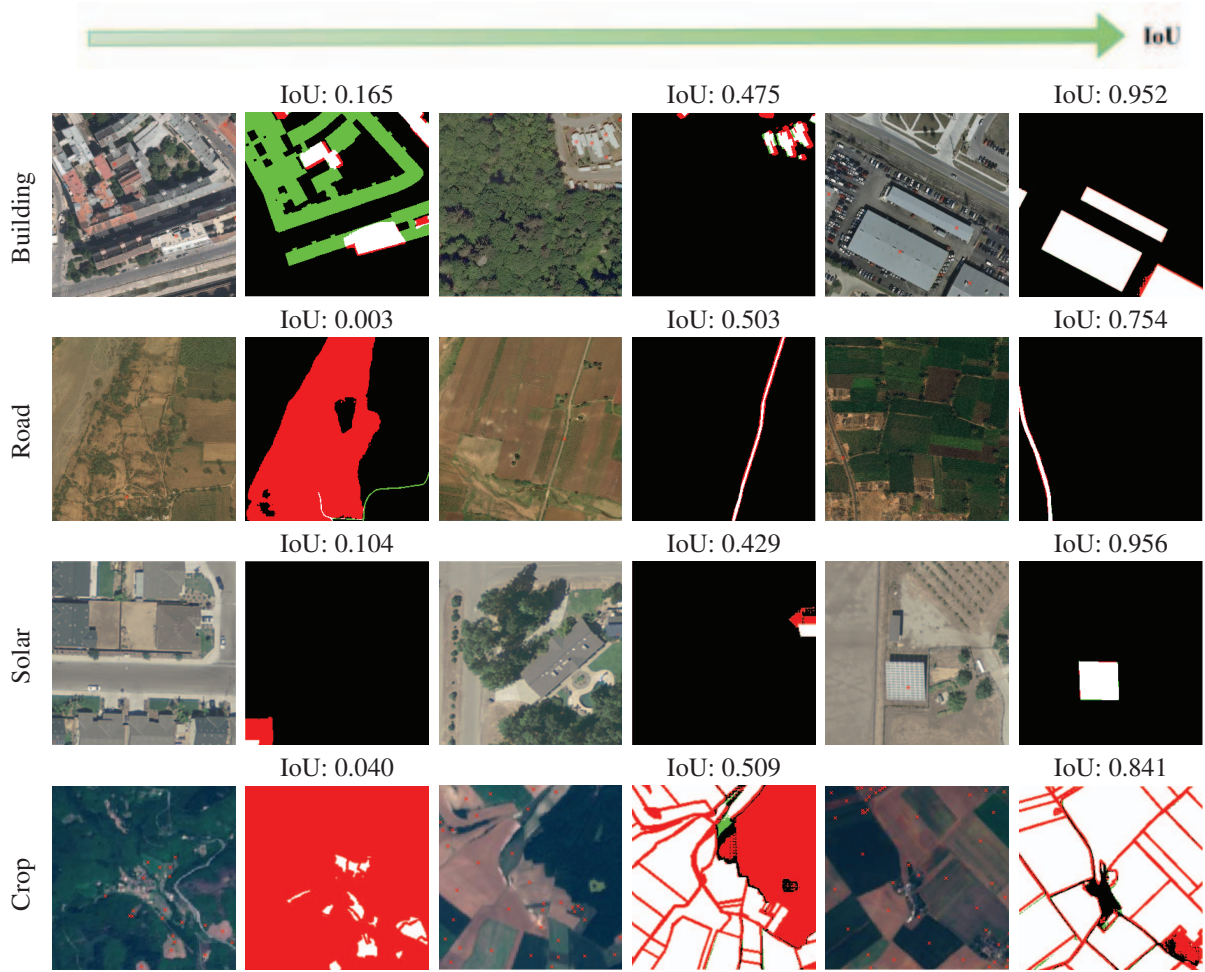 IoU
IoU: 0.165 IoU: 0.475 IoU: 0.952
Building
IoU: 0.003 IoU: 0.503 IoU: 0.754
Road
IoU: 0.104 IoU: 0.429 IoU: 0.956
Solar
IoU: 0.040 IoU: 0.509 IoU: 0.841
Crop